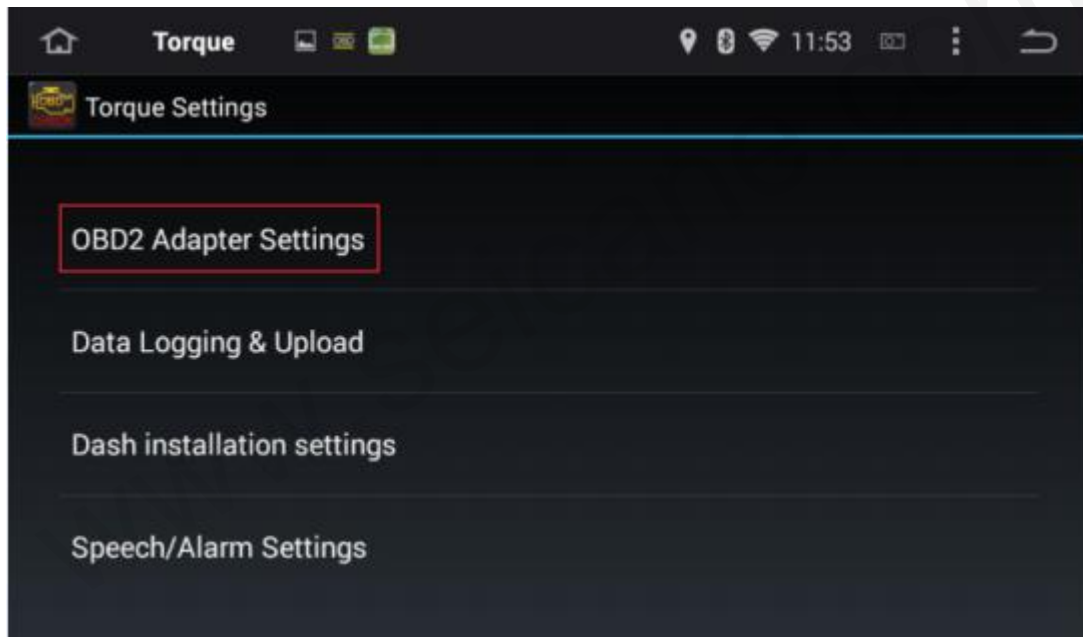 Torque
11:53
Torque Settings
OBD2 Adapter Settings
Data Logging & Upload
Dash installation settings
Speech/Alarm Settings